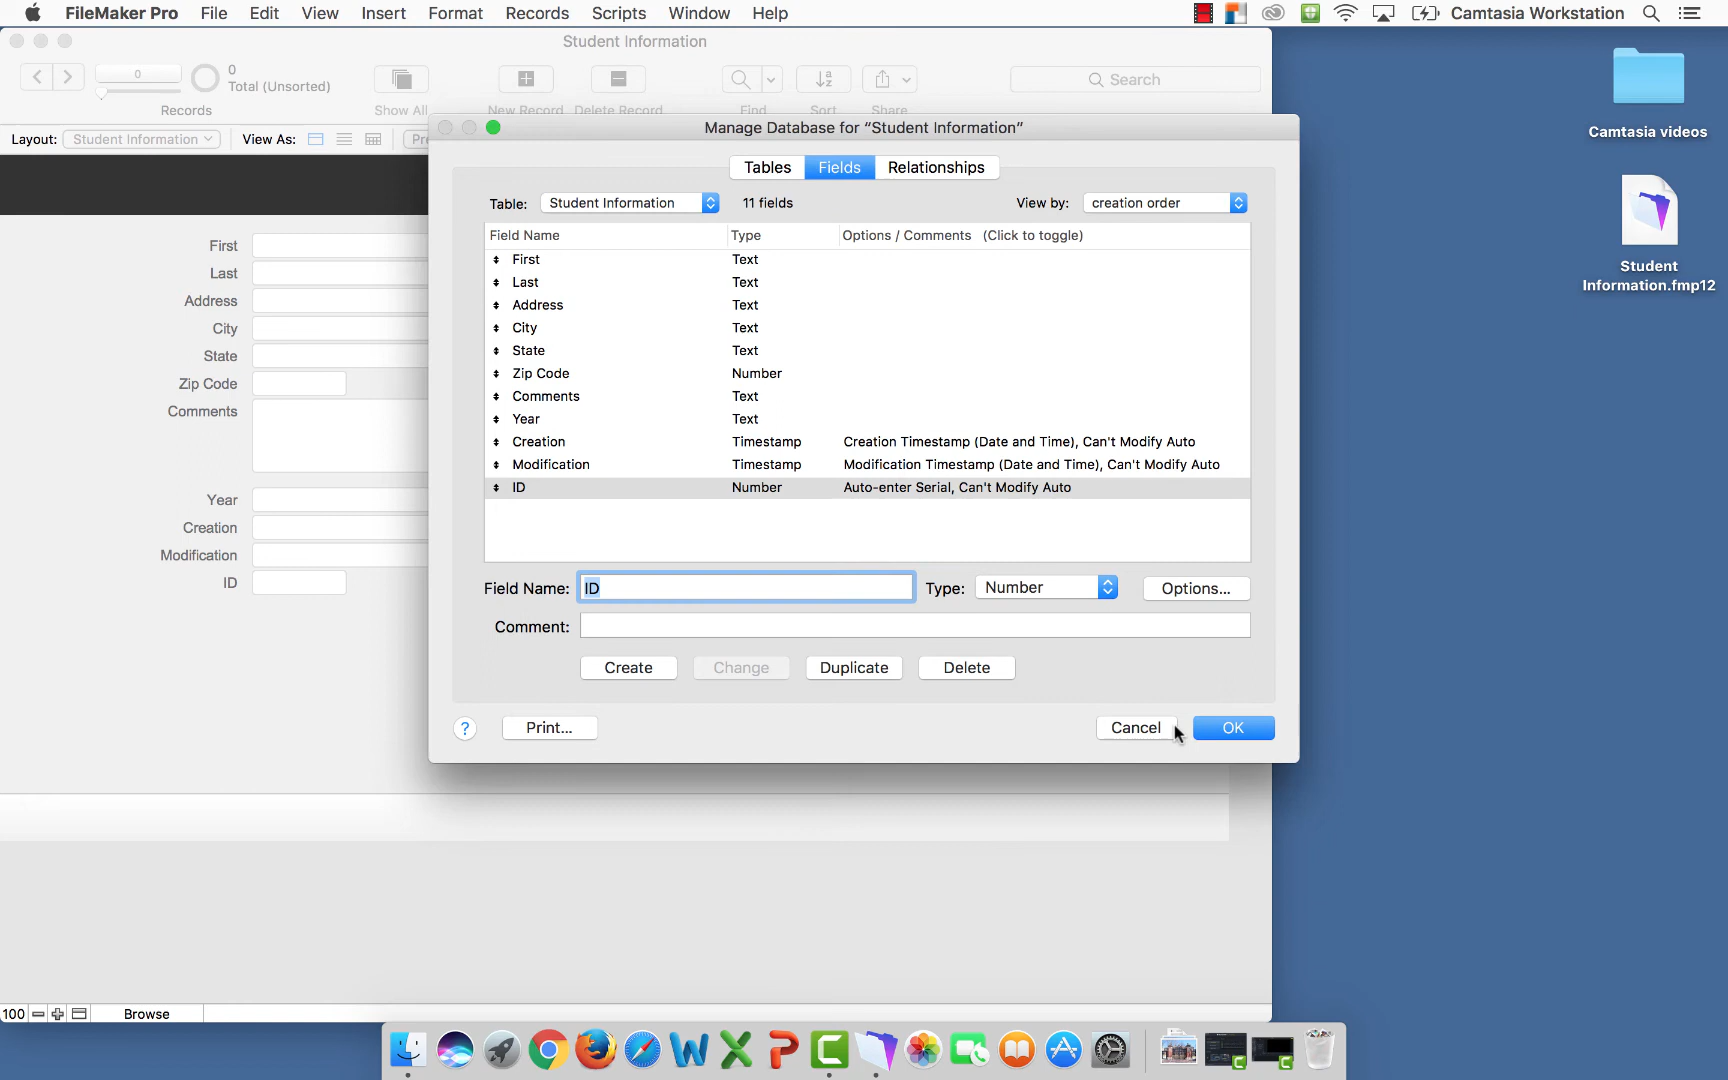 FileMaker Pro File Edit View Insert Format Records Scripts Window Help Camtasia Workstation
Student Information
0
0
Total (Unsorted)
Search
Records Show All New Record Delete Record Find Sort Share
Layout: Student Information View As: Pre
Manage Database for “Student Information”
Tables Fields Relationships
Table: Student Information 11 fields View by: creation order
Field Name Type Options / Comments (Click to toggle)
First Text
Last Text
Address Text
City Text
State Text
Zip Code Number
Comments Text
Year Text
Creation Timestamp Creation Timestamp (Date and Time), Can't Modify Auto
Modification Timestamp Modification Timestamp (Date and Time), Can't Modify Auto
ID Number Auto-enter Serial, Can't Modify Auto
Field Name: ID Type: Number Options...
Comment:
Create Change Duplicate Delete
? Print... Cancel OK
First
Last
Address
City
State
Zip Code
Comments
Year
Creation
Modification
ID
Camtasia videos
Student
Information.fmp12
100 Browse